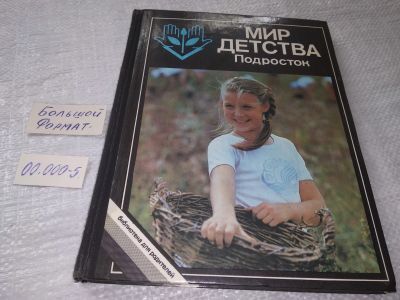 МИР
ДЕТСТВА
Подросток
Большой
Формат-
00.000-5
библиотека для родителей